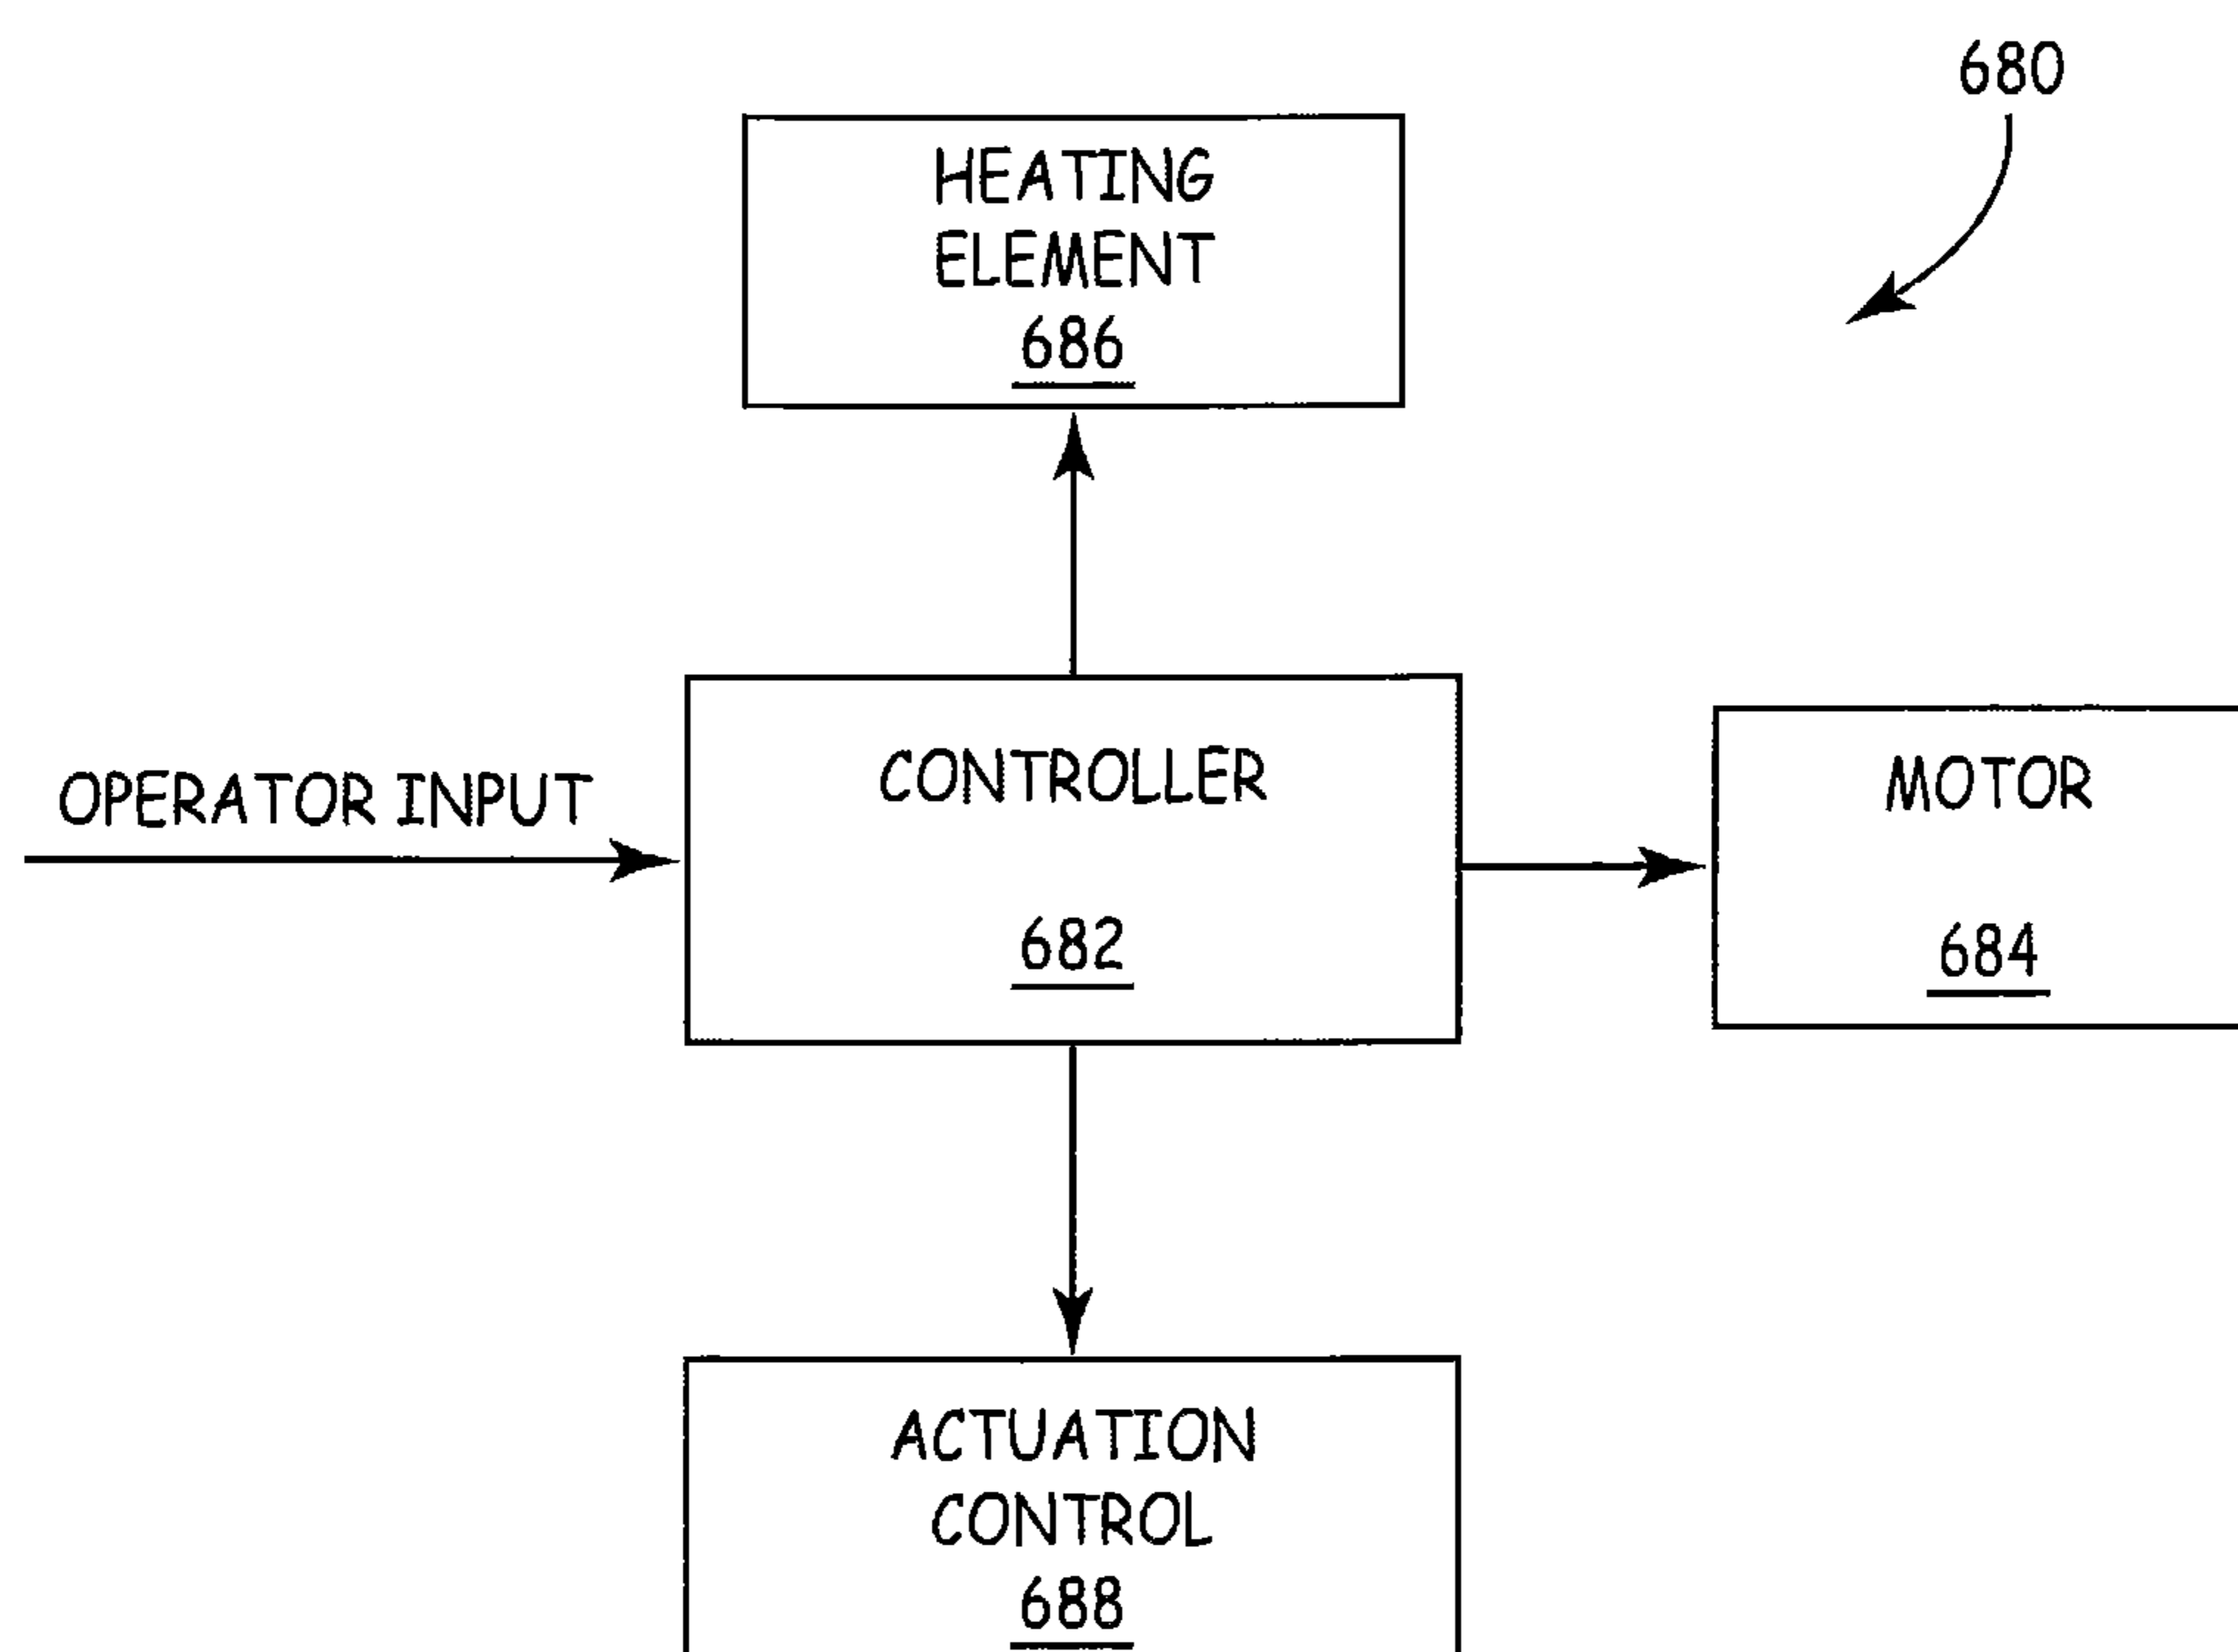 680
HEATING
ELEMENT
686
OPERATOR INPUT
CONTROLLER
682
MOTOR
684
ACTUATION
CONTROL
688